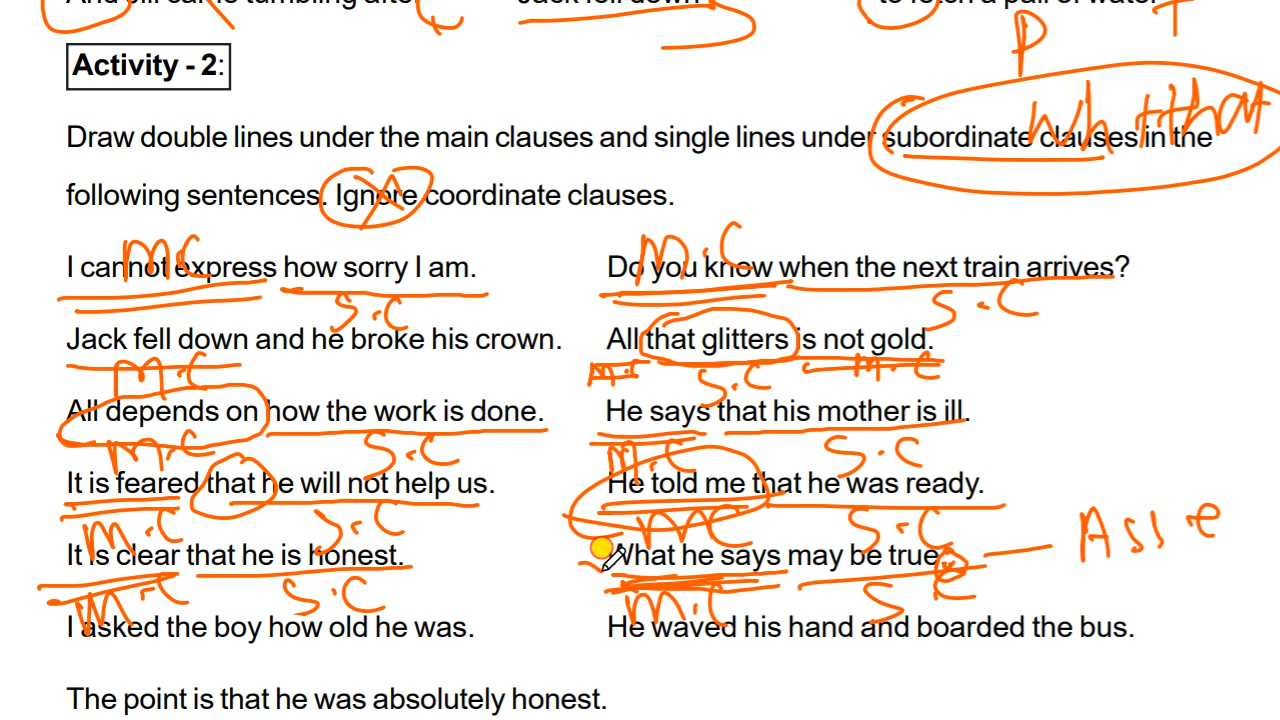 Activity - 2:
P
wh + that
Draw double lines under the main clauses and single lines under subordinate clauses in the
following sentences. Ignore coordinate clauses.
I cannot express how sorry I am.
M.C
S.C
Do you know when the next train arrives?
M.C
S.C
Jack fell down and he broke his crown.
M.C
All that glitters is not gold.
M.C
S.C
M.C
All depends on how the work is done.
M.C
S.C
He says that his mother is ill.
M.C
S.C
It is feared that he will not help us.
M.C
S.C
He told me that he was ready.
MC
S.C
It is clear that he is honest.
M.C
S.C
What he says may be true.
M.C
S.C
Asse
I asked the boy how old he was.
He waved his hand and boarded the bus.
The point is that he was absolutely honest.